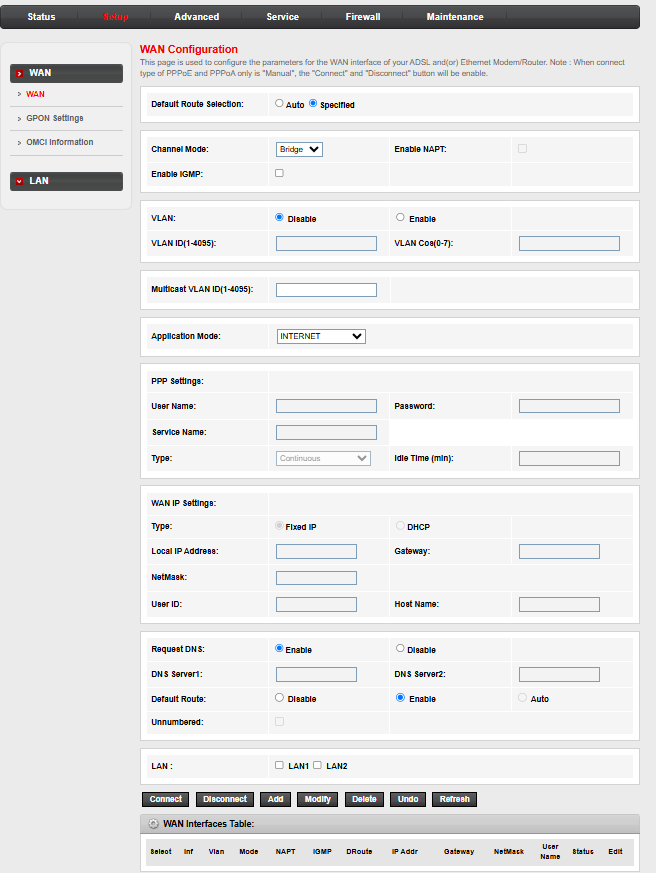 Status Setup Advanced Service Firewall Maintenance
WAN
WAN
GPON Settings
OMCI Information
LAN
WAN Configuration
This page is used to configure the parameters for the WAN interface of your ADSL and(or) Ethernet Modem/Router. Note : When connect
type of PPPoE and PPPoA only is "Manual", the "Connect" and "Disconnect" button will be enable.
Default Route Selection: Auto Specified
Channel Mode: Bridge Enable NAPT:
Enable IGMP:
VLAN: Disable Enable
VLAN ID(1-4095): VLAN Cos(0-7):
Multicast VLAN ID(1-4095):
Application Mode: INTERNET
PPP Settings:
User Name: Password:
Service Name:
Type: Continuous Idle Time (min):
WAN IP Settings:
Type: Fixed IP DHCP
Local IP Address: Gateway:
NetMask:
User ID: Host Name:
Request DNS: Enable Disable
DNS Server1: DNS Server2:
Default Route: Disable Enable Auto
Unnumbered:
LAN : LAN1 LAN2
Connect Disconnect Add Modify Delete Undo Refresh
WAN Interfaces Table:
Select Inf Vlan Mode NAPT IGMP DRoute IP Addr Gateway NetMask User Name Status Edit